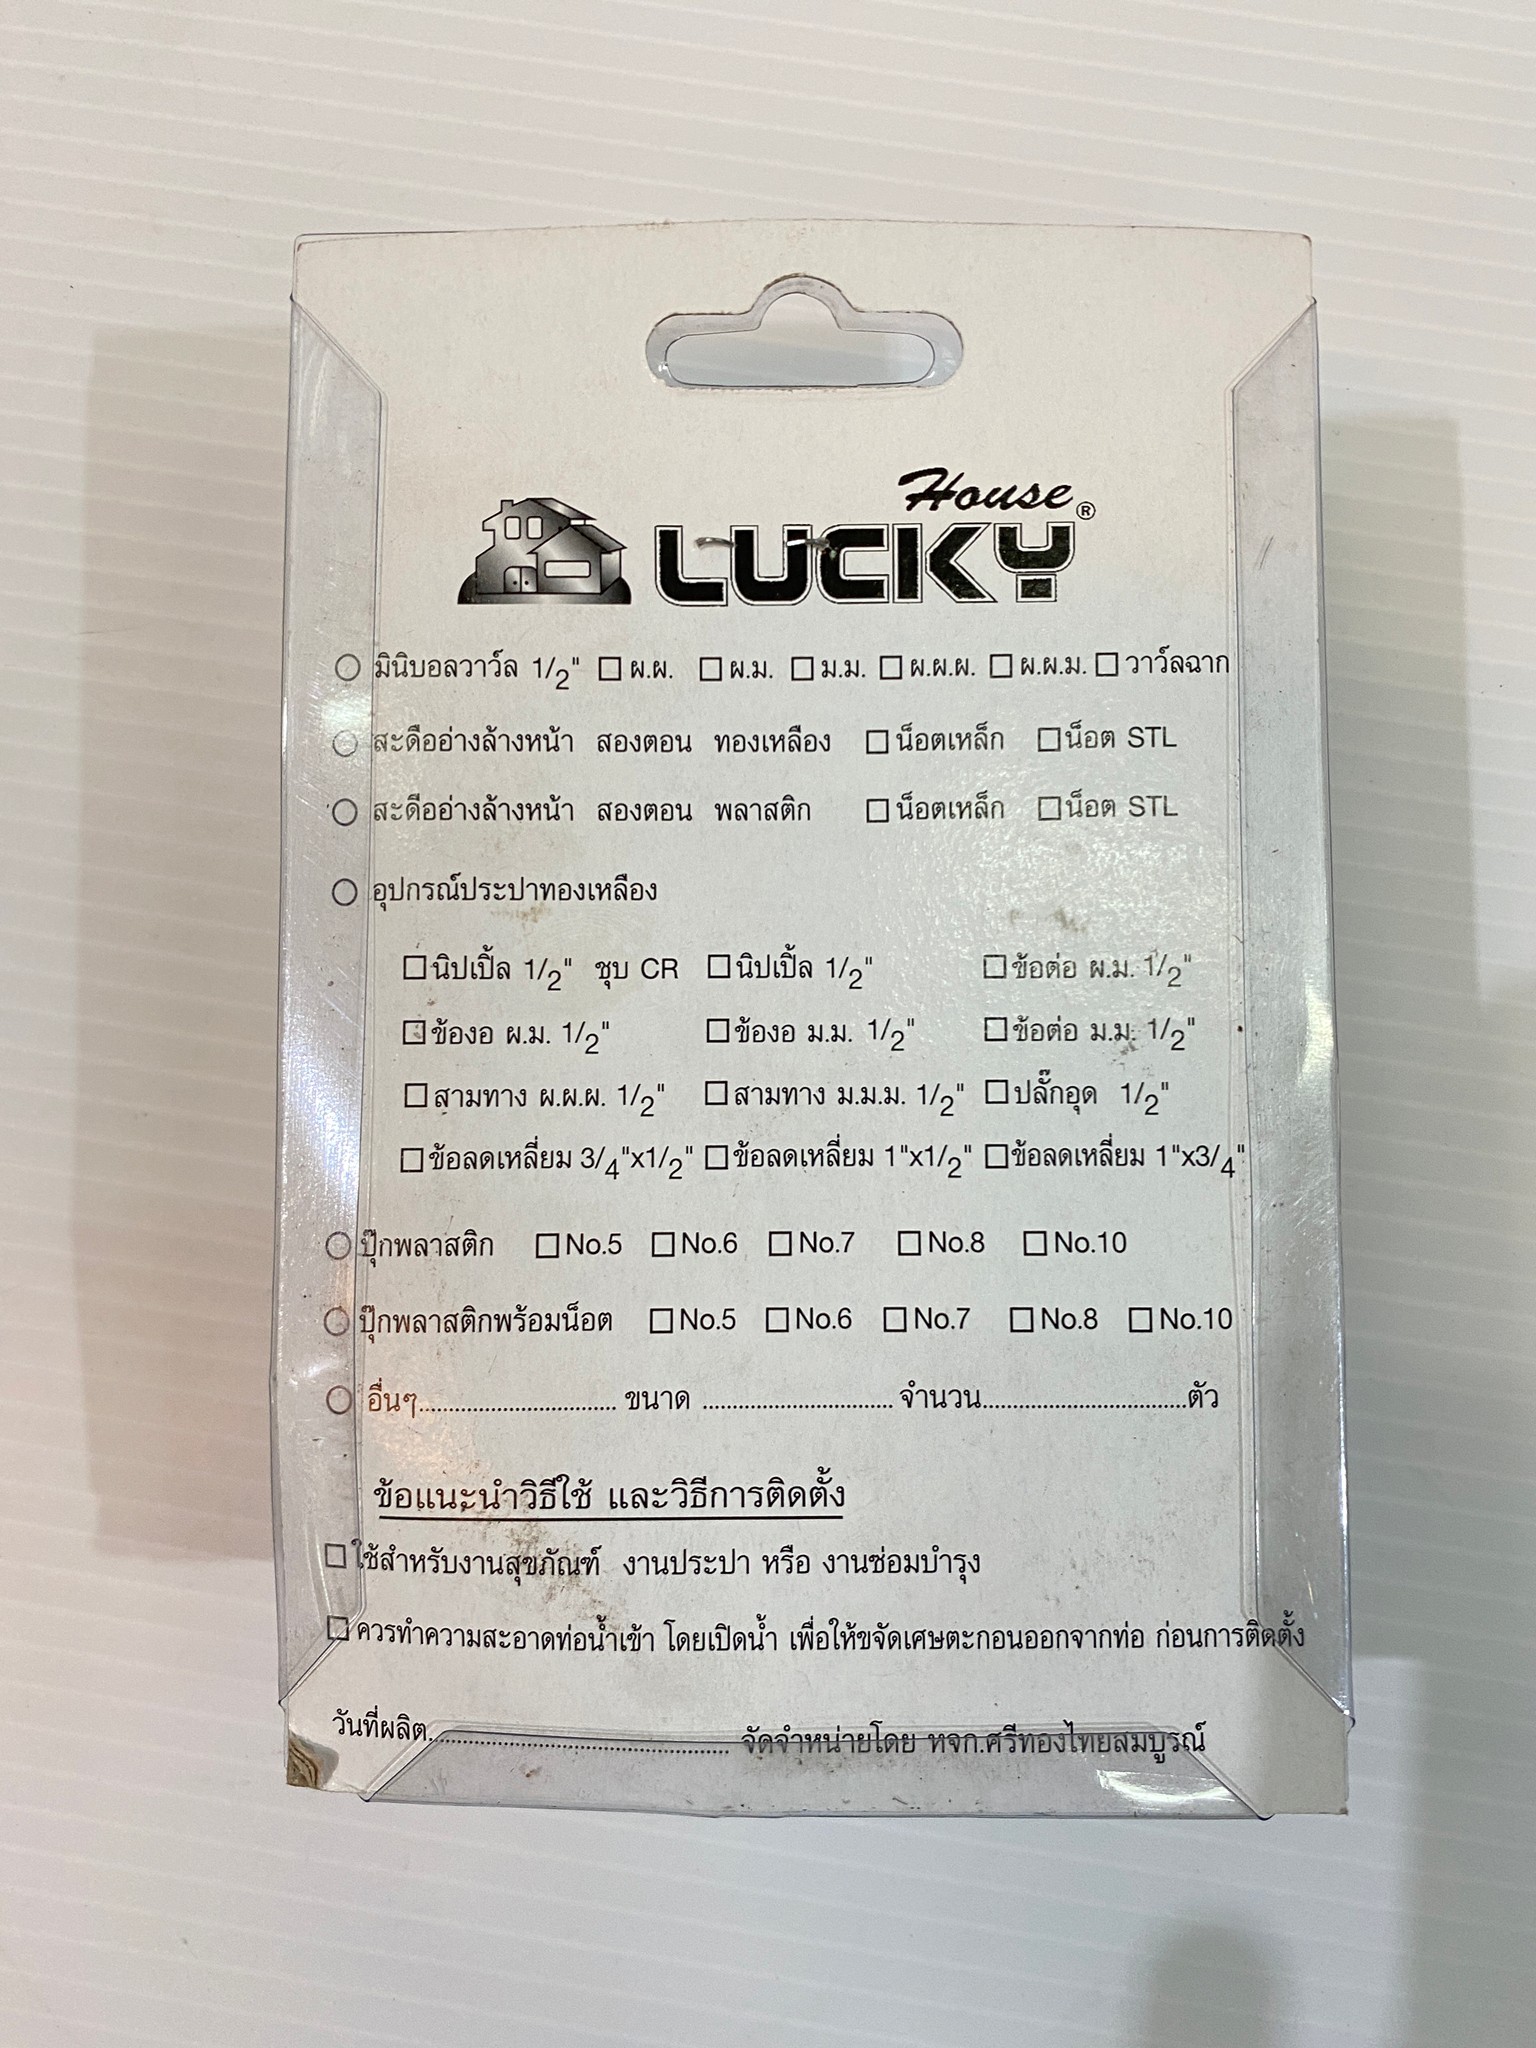 House
LUCKY®
○ มินิบอลวาว์ล 1/2" □ ผ.ผ. □ ผ.ม. □ ม.ม. □ ผ.ผ.ผ. □ ผ.ผ.ม. □ วาว์ลฉาก
○ สะดืออ่างล้างหน้า สองตอน ทองเหลือง □ น็อตเหล็ก □ น็อต STL
○ สะดืออ่างล้างหน้า สองตอน พลาสติก □ น็อตเหล็ก □ น็อต STL
○ อุปกรณ์ประปาทองเหลือง
□ นิปเปิ้ล 1/2" ชุบ CR □ นิปเปิ้ล 1/2" □ ข้อต่อ ผ.ม. 1/2"
□ ข้องอ ผ.ม. 1/2" □ ข้องอ ม.ม. 1/2" □ ข้อต่อ ม.ม. 1/2"
□ สามทาง ผ.ผ.ผ. 1/2" □ สามทาง ม.ม.ม. 1/2" □ ปลั๊กอุด 1/2"
□ ข้อลดเหลี่ยม 3/4"x1/2" □ ข้อลดเหลี่ยม 1"x1/2" □ ข้อลดเหลี่ยม 1"x3/4"
○ ปุ๊กพลาสติก □ No.5 □ No.6 □ No.7 □ No.8 □ No.10
○ ปุ๊กพลาสติกพร้อมน็อต □ No.5 □ No.6 □ No.7 □ No.8 □ No.10
○ อื่นๆ................................. ขนาด ................................ จำนวน..................................ตัว
ข้อแนะนำวิธีใช้ และวิธีการติดตั้ง
□ ใช้สำหรับงานสุขภัณฑ์ งานประปา หรือ งานซ่อมบำรุง
□ ควรทำความสะอาดท่อน้ำเข้า โดยเปิดน้ำ เพื่อให้ขจัดเศษตะกอนออกจากท่อ ก่อนการติดตั้ง
วันที่ผลิต.................................................. จัดจำหน่ายโดย หจก.ศรีทองไทยสมบูรณ์